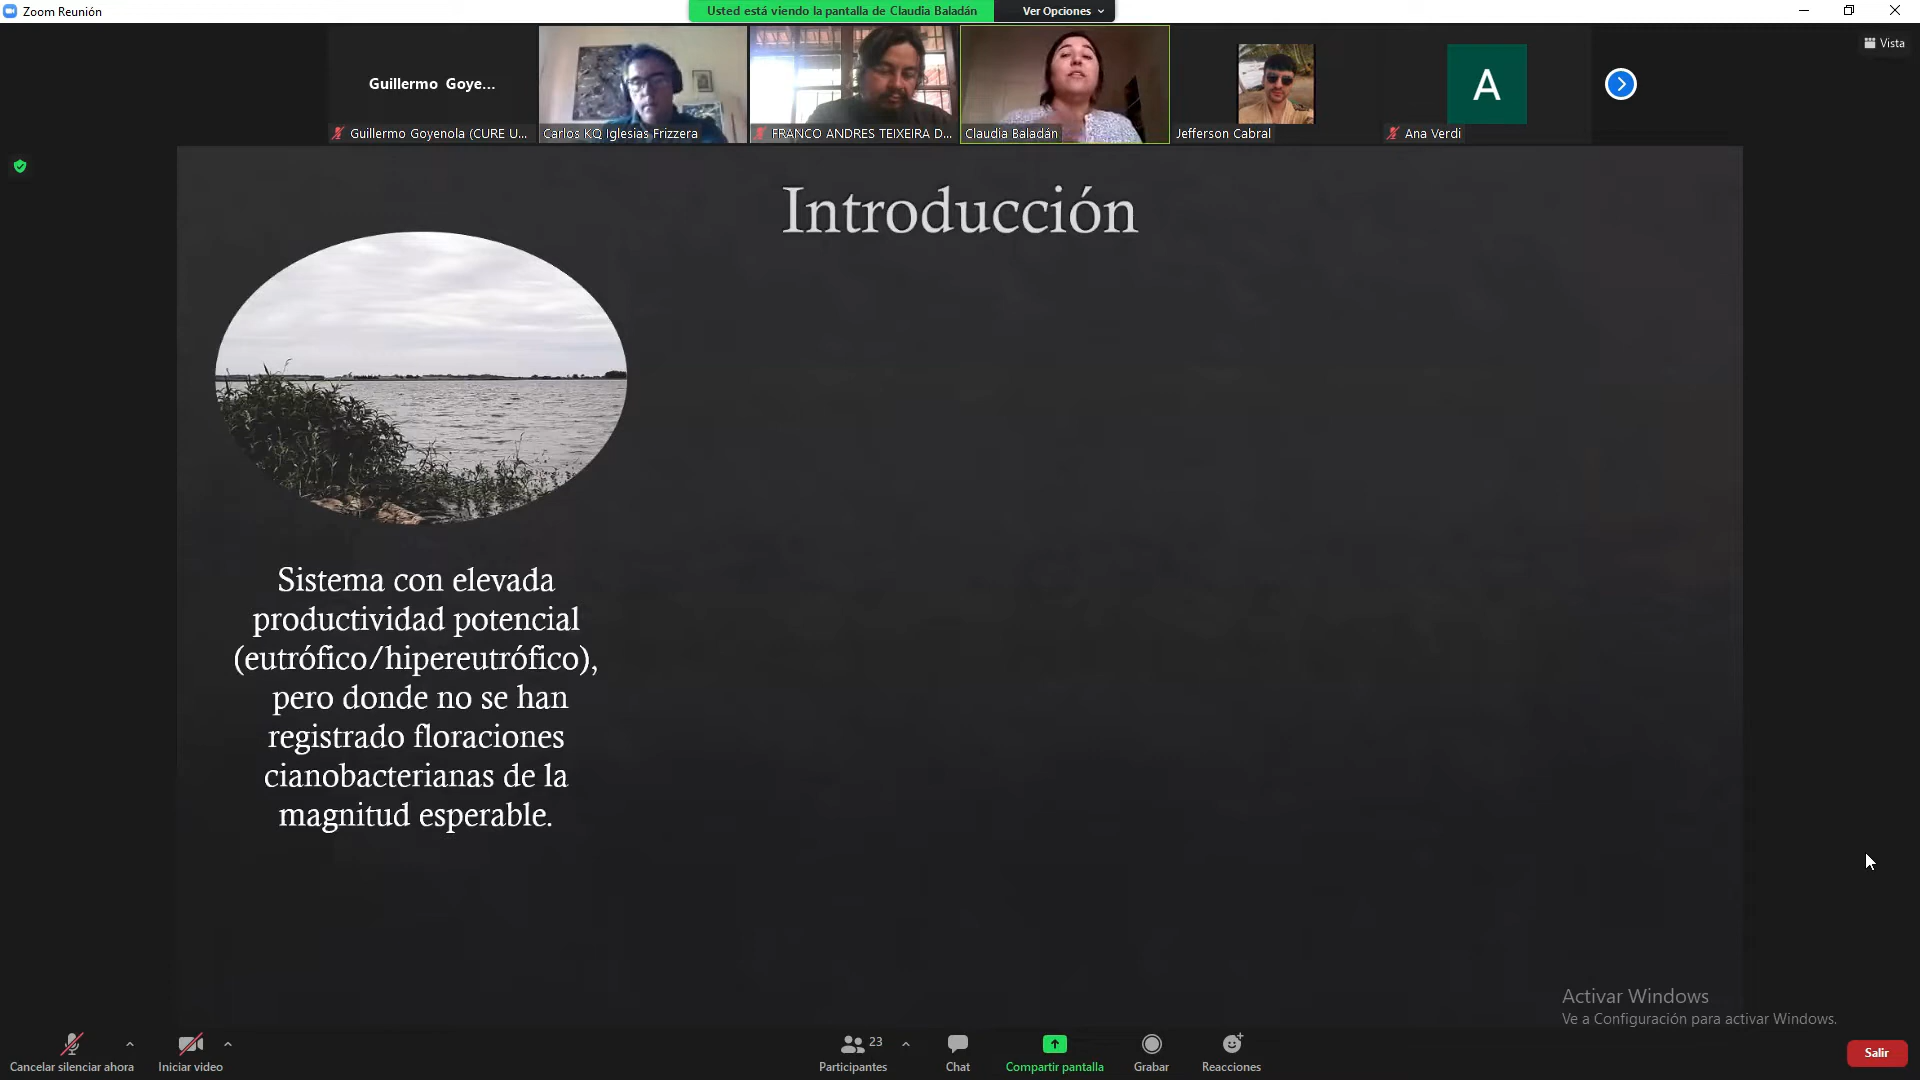 Zoom Reunión
Usted está viendo la pantalla de Claudia Baladán
Ver Opciones
Vista
Guillermo Goye...
Guillermo Goyenola (CURE U...
Carlos KQ Iglesias Frizzera
FRANCO ANDRES TEIXEIRA D...
Claudia Baladán
Jefferson Cabral
A
Ana Verdi
Introducción
Sistema con elevada
productividad potencial
(eutrófico/hipereutrófico),
pero donde no se han
registrado floraciones
cianobacterianas de la
magnitud esperable.
Activar Windows
Ve a Configuración para activar Windows.
Cancelar silenciar ahora
Iniciar video
Participantes
23
Chat
Compartir pantalla
Grabar
Reacciones
Salir